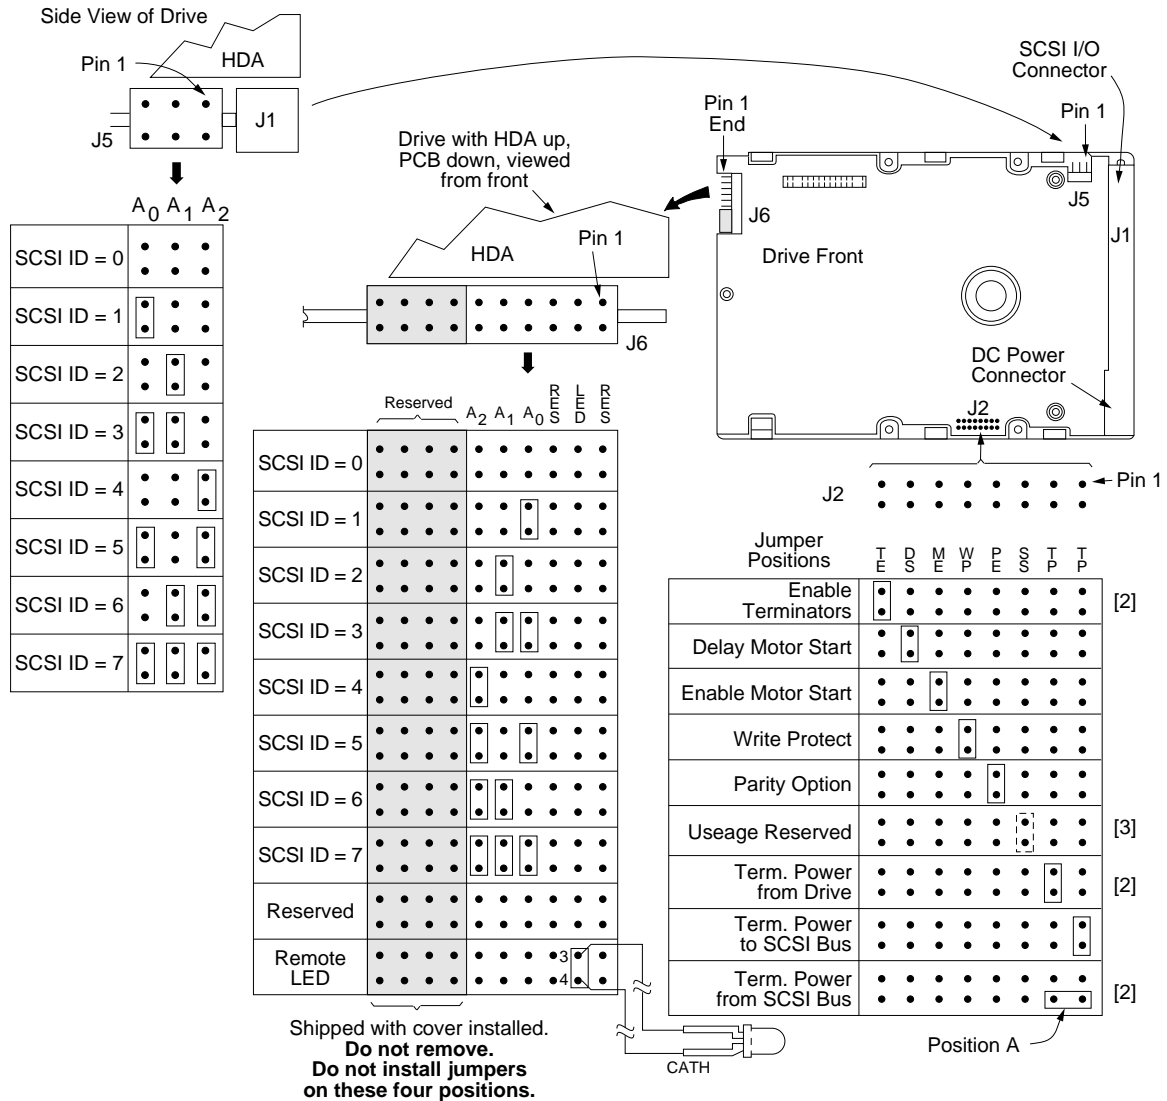 Side View of Drive
HDA
Pin 1
J5
J1
A0 A1 A2
SCSI ID = 0
SCSI ID = 1
SCSI ID = 2
SCSI ID = 3
SCSI ID = 4
SCSI ID = 5
SCSI ID = 6
SCSI ID = 7
Drive with HDA up,
PCB down, viewed
from front
HDA
Pin 1
J6
Reserved
A2 A1 A0 RES LED RES
SCSI ID = 0
SCSI ID = 1
SCSI ID = 2
SCSI ID = 3
SCSI ID = 4
SCSI ID = 5
SCSI ID = 6
SCSI ID = 7
Reserved
Remote
LED
3
4
Shipped with cover installed.
Do not remove.
Do not install jumpers
on these four positions.
CATH
SCSI I/O
Connector
Pin 1
End
Pin 1
J6
J5
J1
Drive Front
DC Power
Connector
J2
J2
Pin 1
Jumper
Positions
TE DS ME WP PE SS TP TP
Enable
Terminators
[2]
Delay Motor Start
Enable Motor Start
Write Protect
Parity Option
Useage Reserved
[3]
Term. Power
from Drive
[2]
Term. Power
to SCSI Bus
Term. Power
from SCSI Bus
[2]
Position A